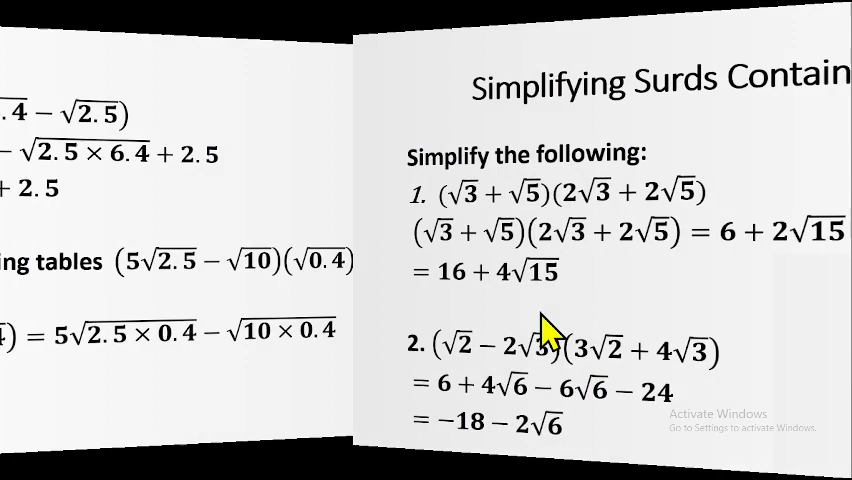 .4 − √2.5)
− √2.5 × 6.4 + 2.5
+ 2.5
ing tables (5√2.5 − √10)(√0.4)
) = 5√2.5 × 0.4 − √10 × 0.4
Simplifying Surds Contain
Simplify the following:
1. (√3 + √5)(2√3 + 2√5)
(√3 + √5)(2√3 + 2√5) = 6 + 2√15
= 16 + 4√15
2. (√2 − 2√3)(3√2 + 4√3)
= 6 + 4√6 − 6√6 − 24
= −18 − 2√6
Activate Windows
Go to Settings to activate Windows.